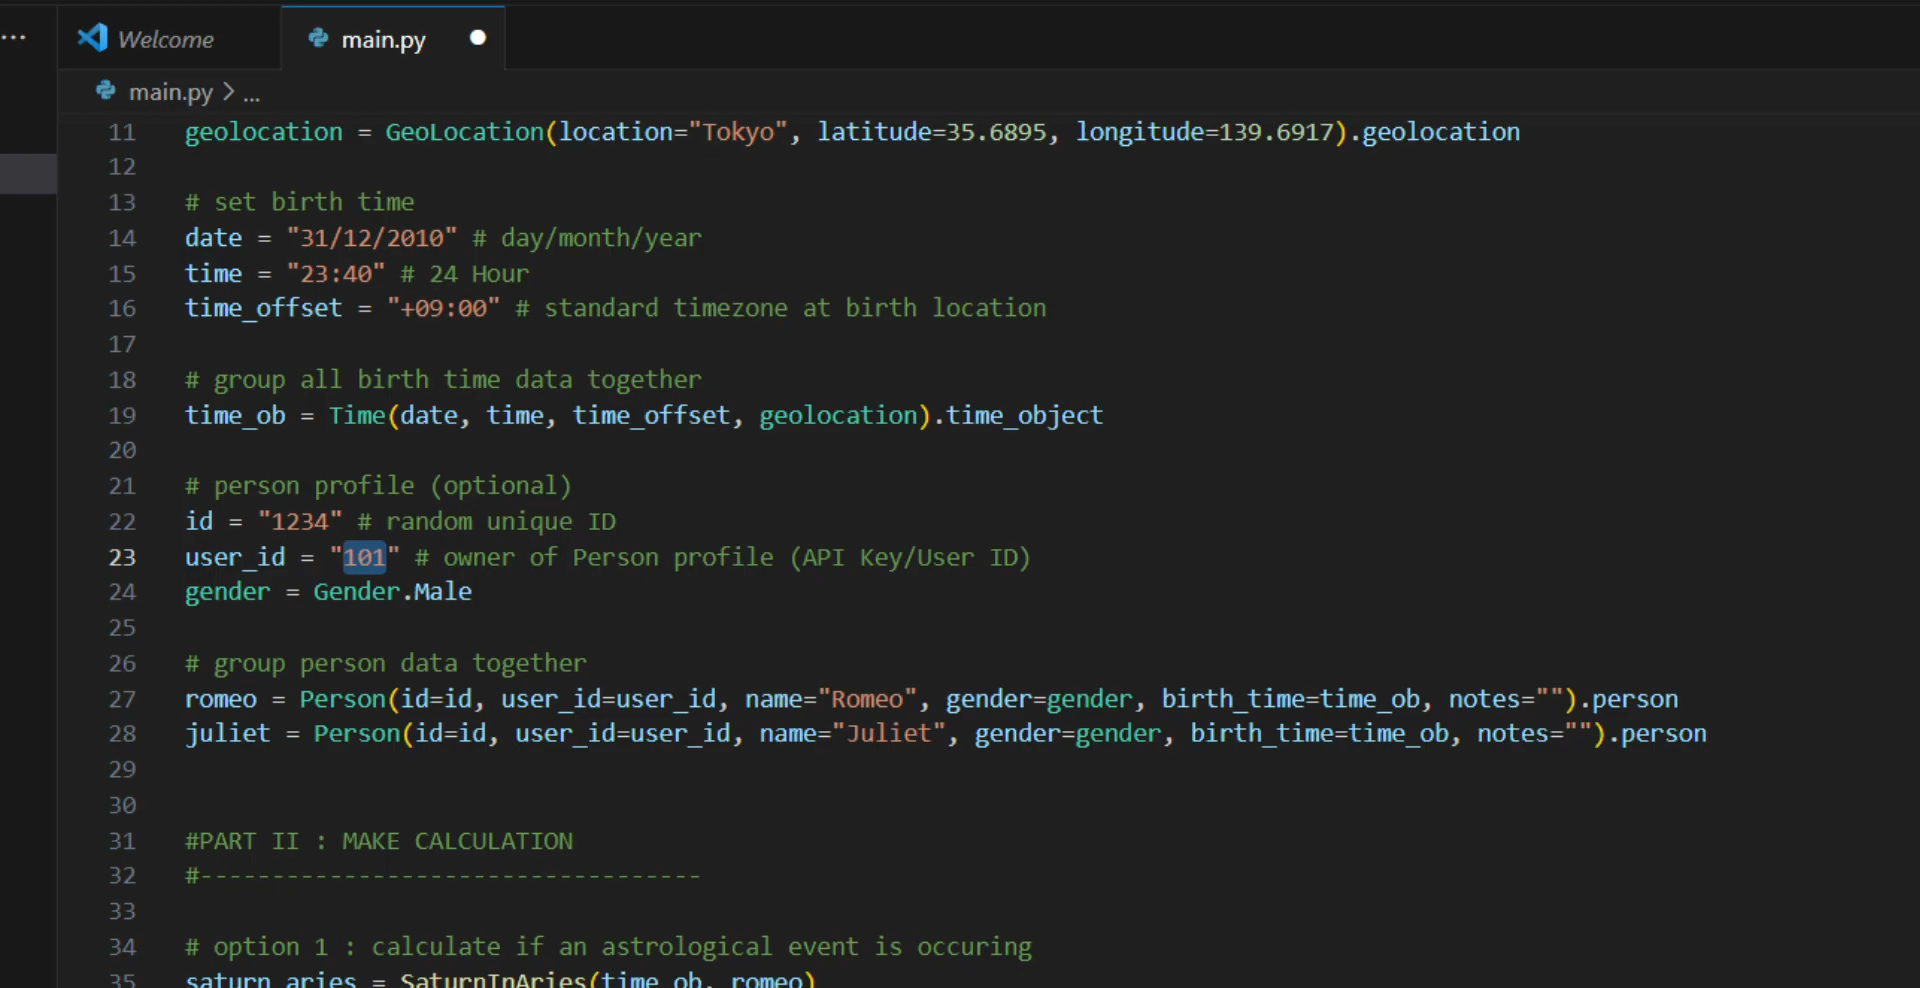 ...
Welcome
main.py
main.py > ...
11 geolocation = GeoLocation(location="Tokyo", latitude=35.6895, longitude=139.6917).geolocation
12
13 # set birth time
14 date = "31/12/2010" # day/month/year
15 time = "23:40" # 24 Hour
16 time_offset = "+09:00" # standard timezone at birth location
17
18 # group all birth time data together
19 time_ob = Time(date, time, time_offset, geolocation).time_object
20
21 # person profile (optional)
22 id = "1234" # random unique ID
23 user_id = "101" # owner of Person profile (API Key/User ID)
24 gender = Gender.Male
25
26 # group person data together
27 romeo = Person(id=id, user_id=user_id, name="Romeo", gender=gender, birth_time=time_ob, notes="").person
28 juliet = Person(id=id, user_id=user_id, name="Juliet", gender=gender, birth_time=time_ob, notes="").person
29
30
31 #PART II : MAKE CALCULATION
32 #-----------------------------------
33
34 # option 1 : calculate if an astrological event is occuring
35 saturn_aries = SaturnInAries(time_ob, romeo)